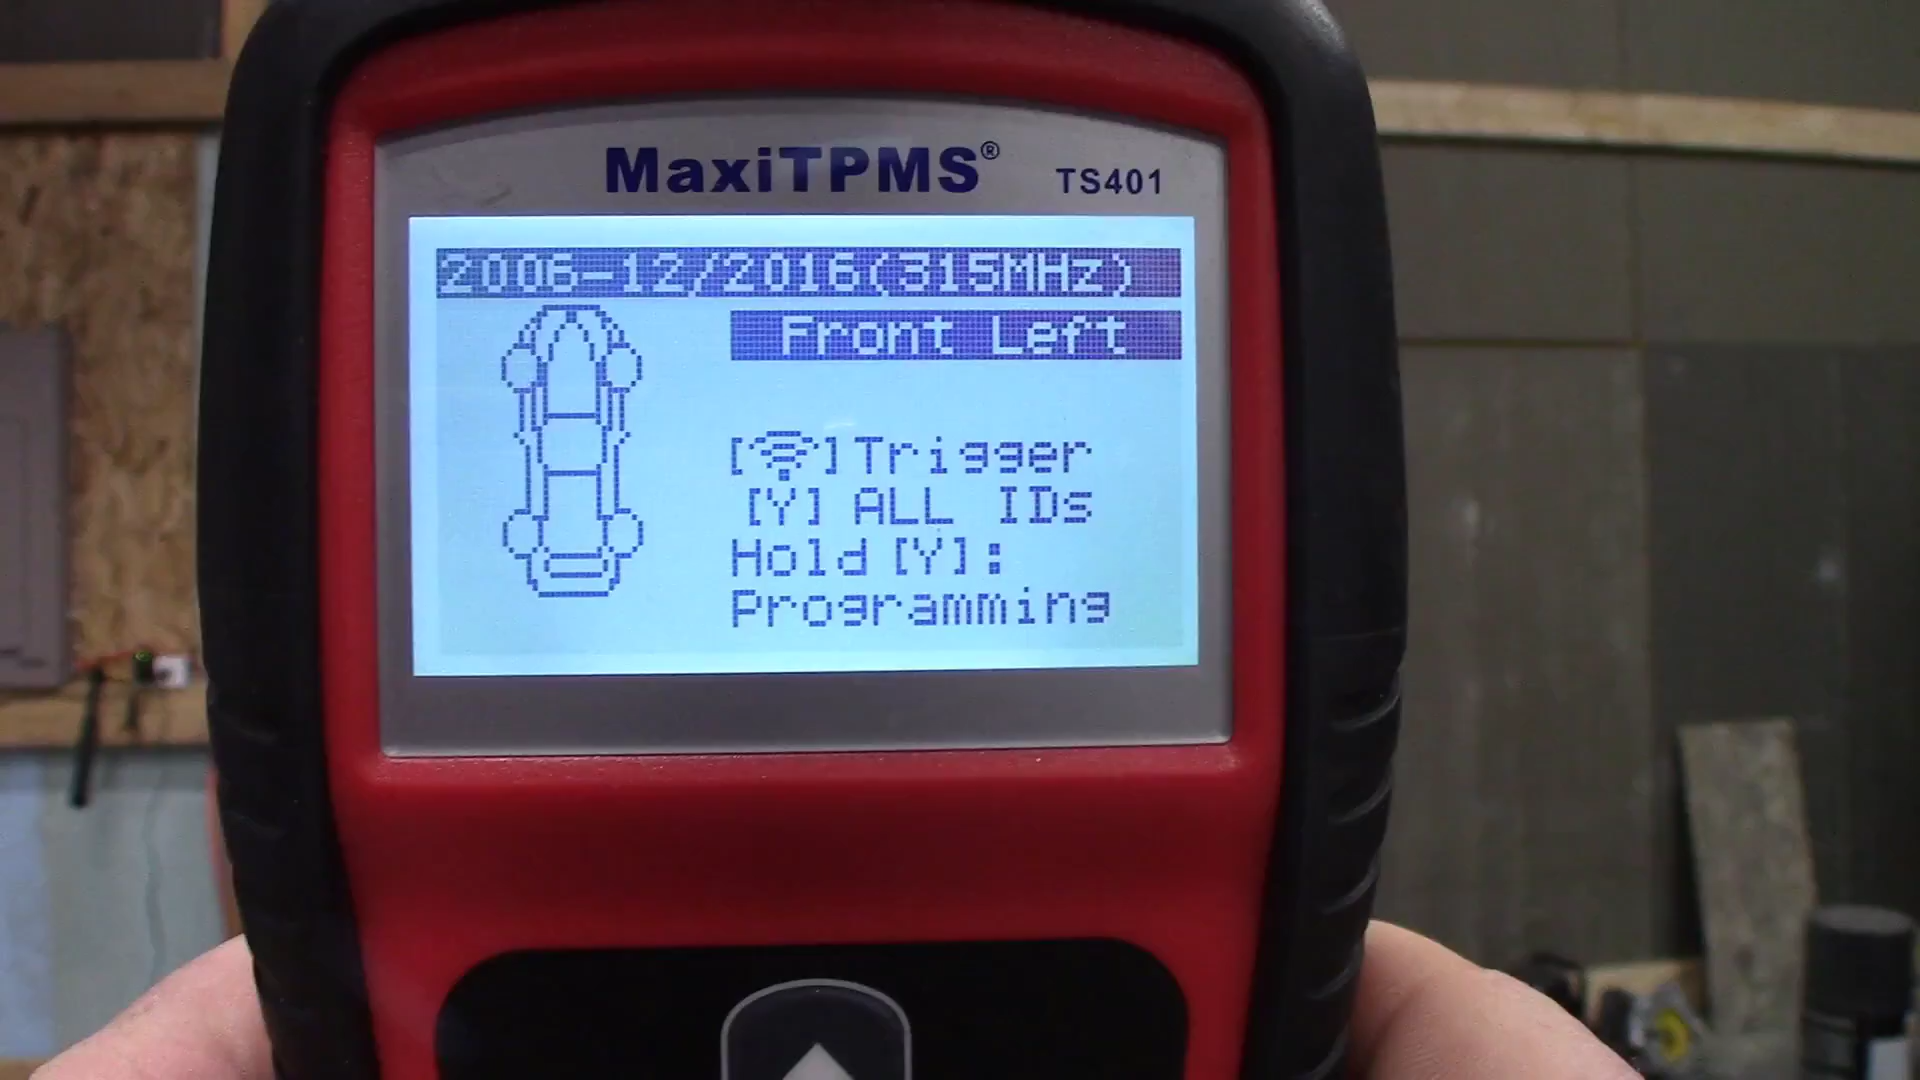 MaxiTPMS®
TS401
2006-12/2016(315MHz)
Front Left
[]Trigger
[Y] ALL IDs
Hold [Y]:
Programming